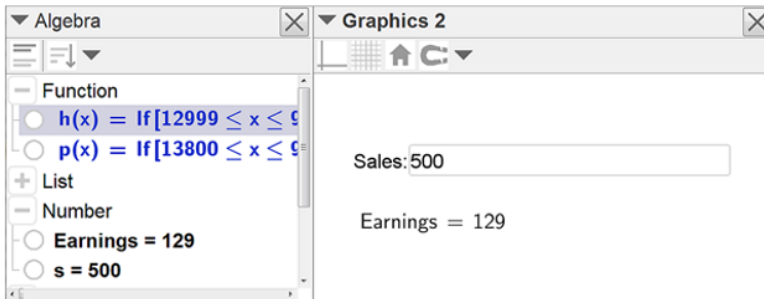 Algebra
Function
h(x) = If[12999 ≤ x ≤ 9
p(x) = If[13800 ≤ x ≤ 9
List
Number
Earnings = 129
s = 500
Graphics 2
Sales: 500
Earnings = 129